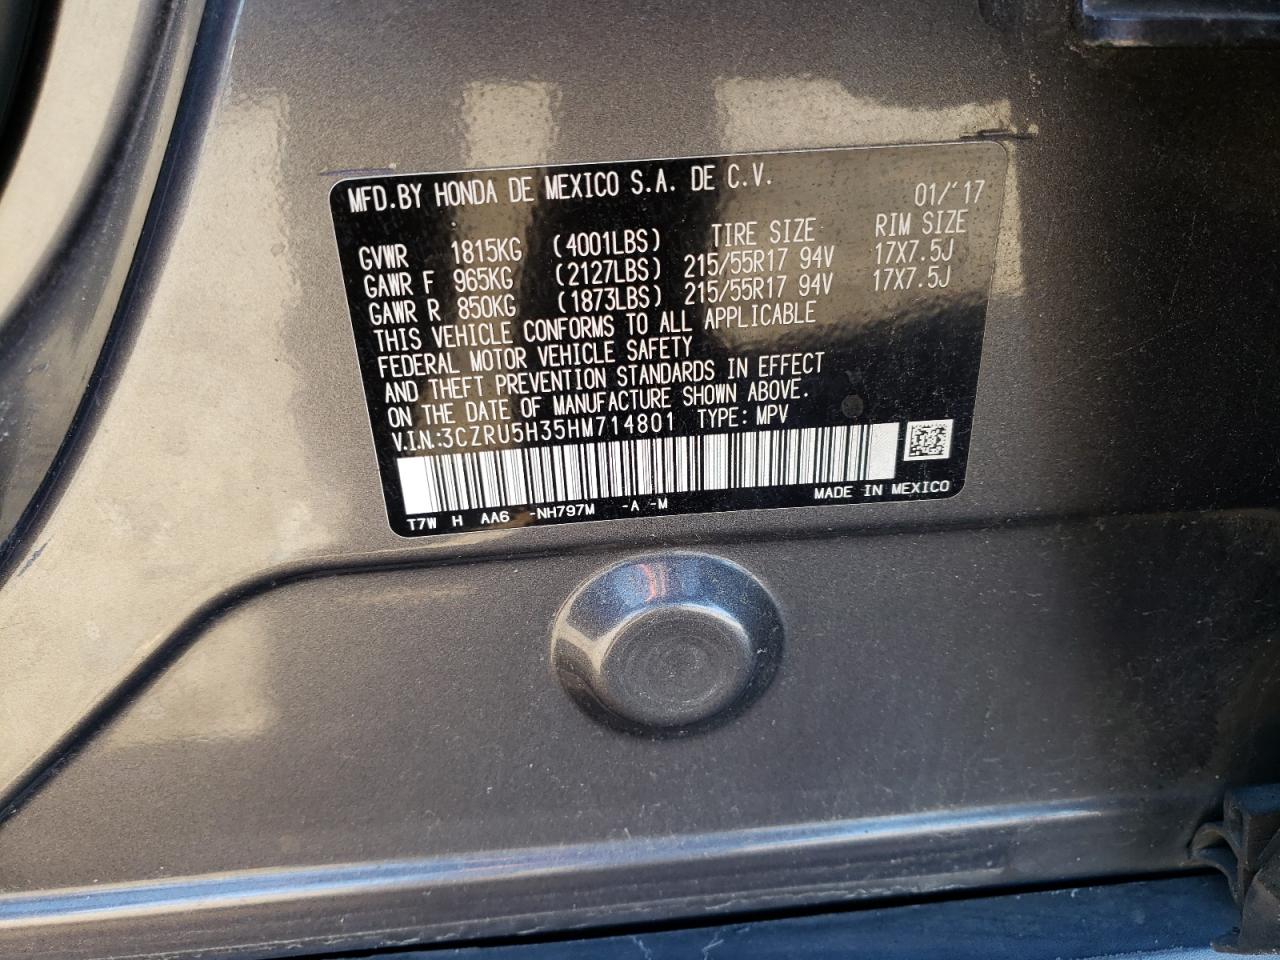 MFD.BY HONDA DE MEXICO S.A. DE C.V.
01/'17
GVWR 1815KG (4001LBS) TIRE SIZE RIM SIZE
GAWR F 965KG (2127LBS) 215/55R17 94V 17X7.5J
GAWR R 850KG (1873LBS) 215/55R17 94V 17X7.5J
THIS VEHICLE CONFORMS TO ALL APPLICABLE
FEDERAL MOTOR VEHICLE SAFETY
AND THEFT PREVENTION STANDARDS IN EFFECT
ON THE DATE OF MANUFACTURE SHOWN ABOVE.
V.I.N.:3CZRU5H35HM714801 TYPE: MPV
MADE IN MEXICO
T7W H AA6 -NH797M -A -M